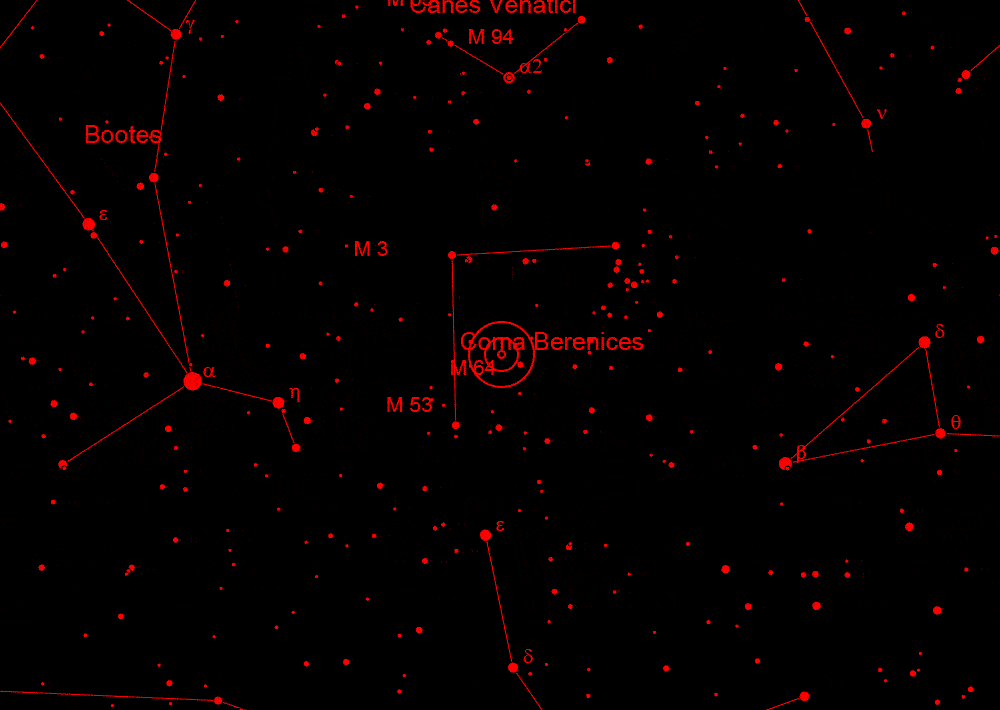 Canes Venatici
γ
M 94
α2
ν
Bootes
ε
M 3
δ
Coma Berenices
M 64
α
η
M 53
θ
β
ε
δ